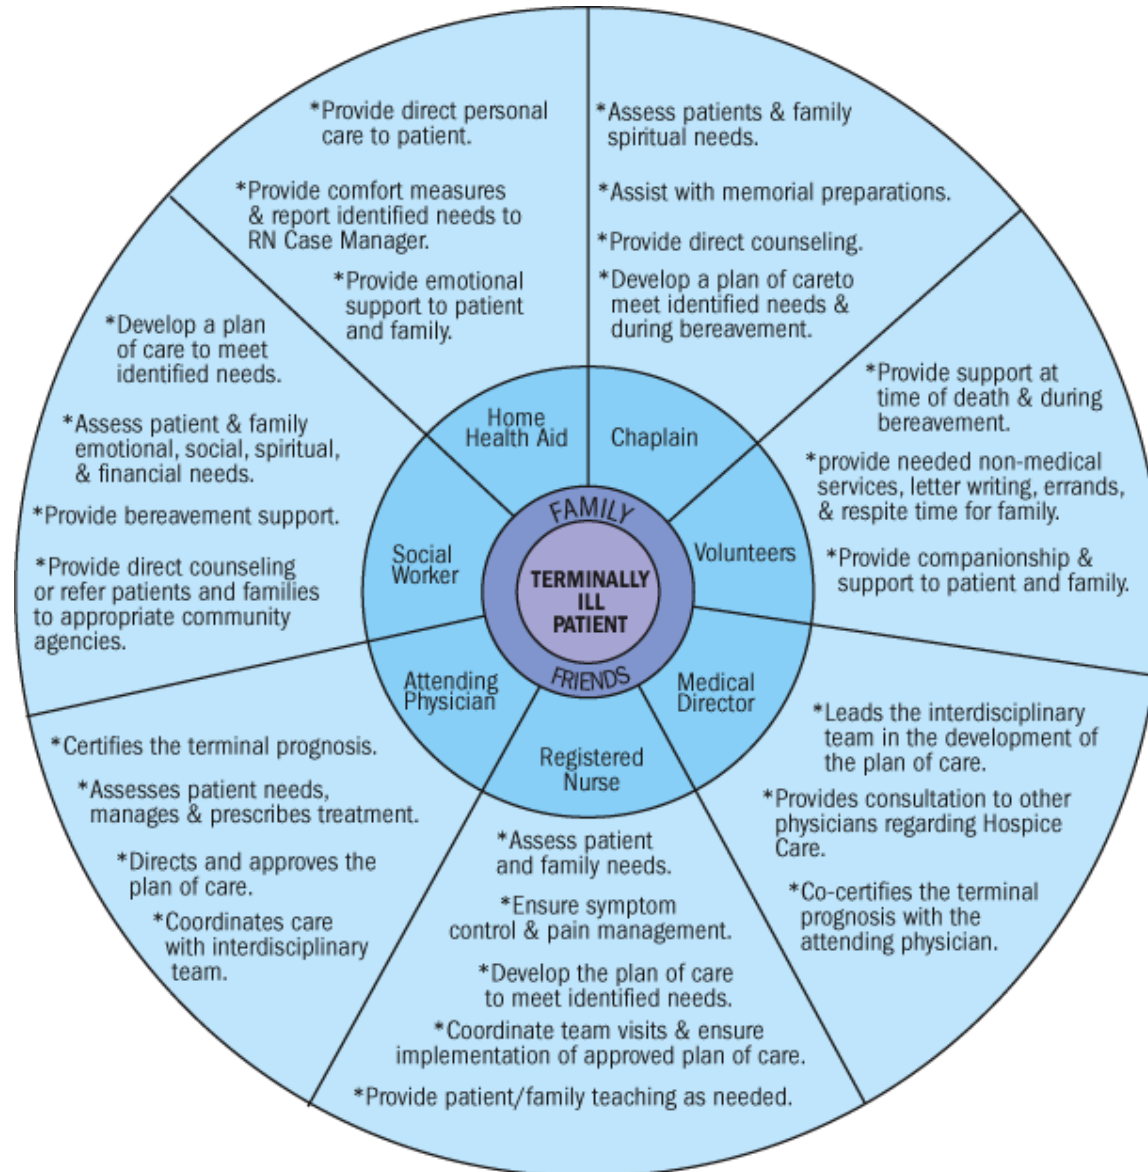 *Provide direct personal
care to patient.
*Provide comfort measures
& report identified needs to
RN Case Manager.
*Provide emotional
support to patient
and family.
*Assess patients & family
spiritual needs.
*Assist with memorial preparations.
*Provide direct counseling.
*Develop a plan of careto
meet identified needs &
during bereavement.
*Develop a plan
of care to meet
identified needs.
*Assess patient & family
emotional, social, spiritual,
& financial needs.
*Provide bereavement support.
*Provide direct counseling
or refer patients and families
to appropriate community
agencies.
*Provide support at
time of death & during
bereavement.
*provide needed non-medical
services, letter writing, errands,
& respite time for family.
*Provide companionship &
support to patient and family.
Home
Health Aid
Chaplain
Social
Worker
Volunteers
FAMILY
TERMINALLY
ILL
PATIENT
FRIENDS
Attending
Physician
Registered
Nurse
Medical
Director
*Certifies the terminal prognosis.
*Assesses patient needs,
manages & prescribes treatment.
*Directs and approves the
plan of care.
*Coordinates care
with interdisciplinary
team.
*Assess patient
and family needs.
*Ensure symptom
control & pain management.
*Develop the plan of care
to meet identified needs.
*Coordinate team visits & ensure
implementation of approved plan of care.
*Provide patient/family teaching as needed.
*Leads the interdisciplinary
team in the development of
the plan of care.
*Provides consultation to other
physicians regarding Hospice
Care.
*Co-certifies the terminal
prognosis with the
attending physician.